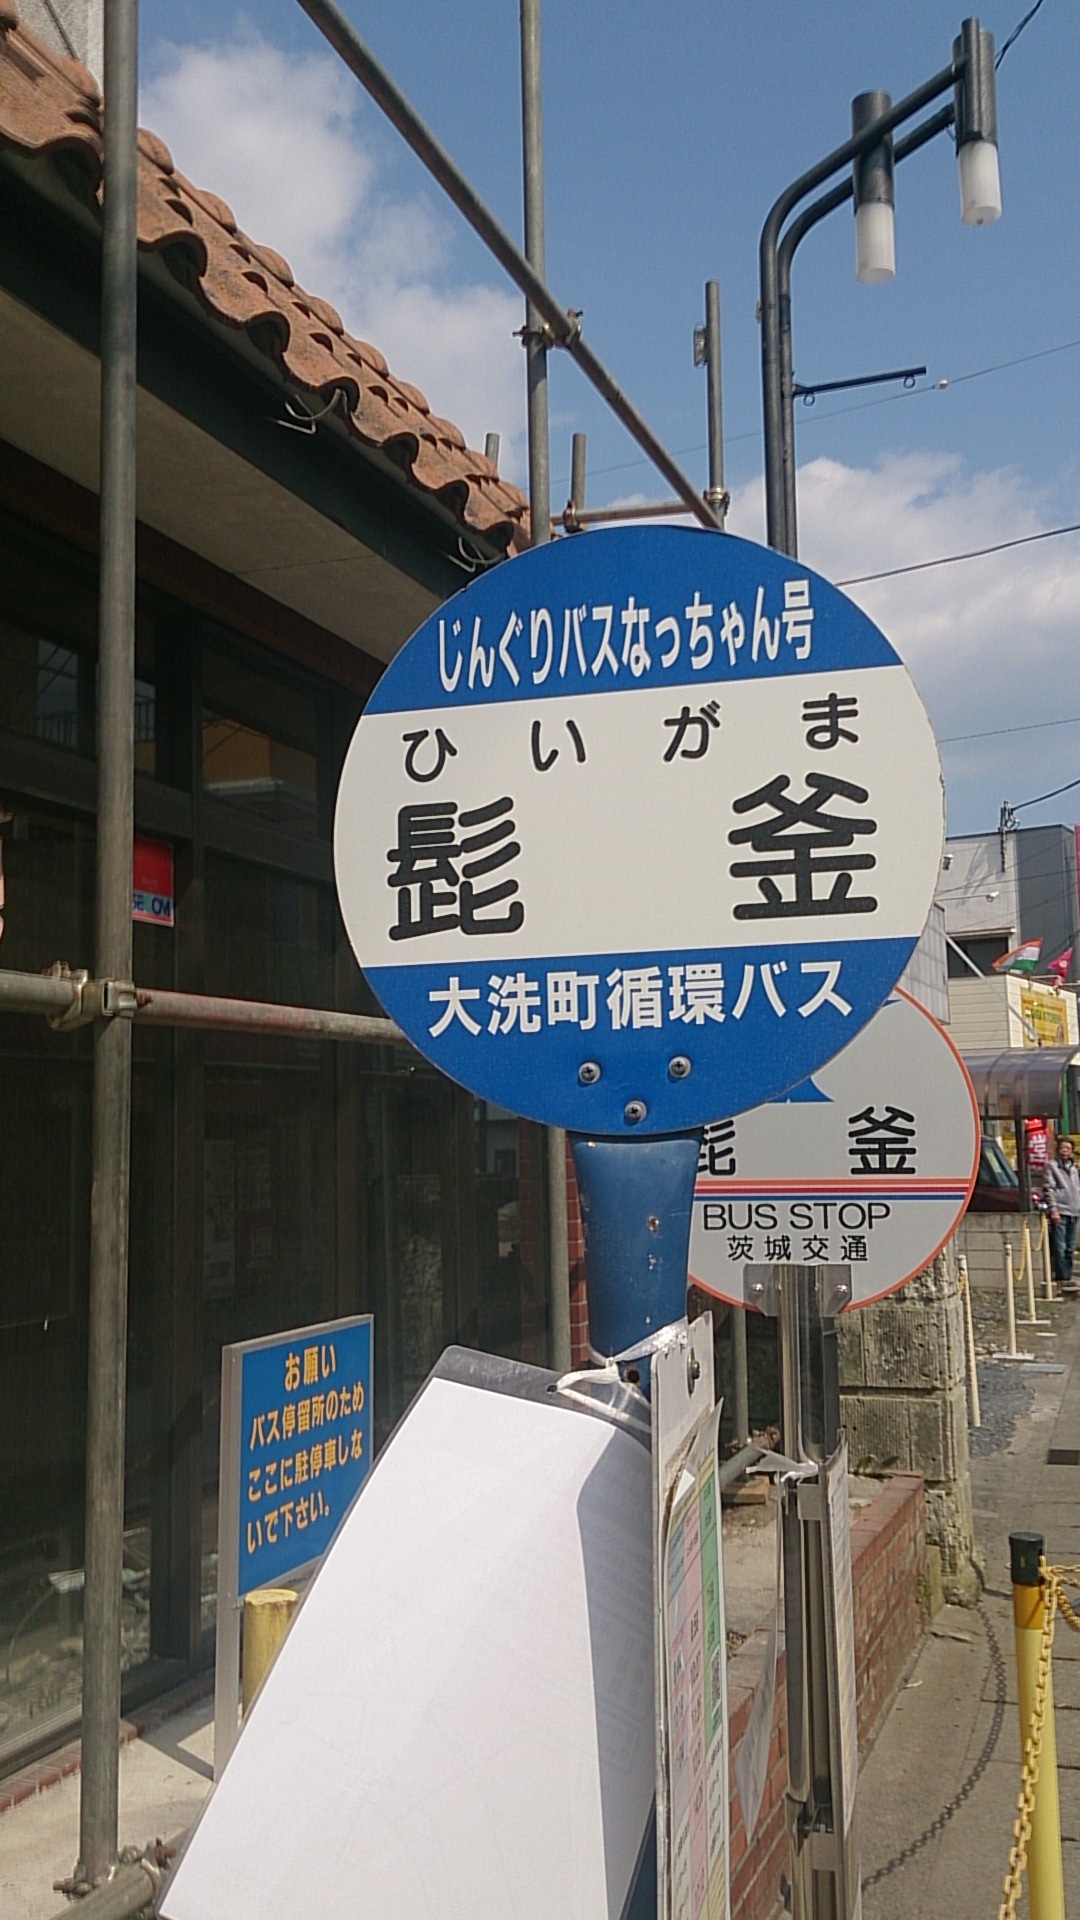 じんぐりバスなっちゃん号
ひいがま
髭釜
大洗町循環バス
釜
BUS STOP
茨城交通
お願い
バス停留所のため
ここに駐停車しな
いで下さい。